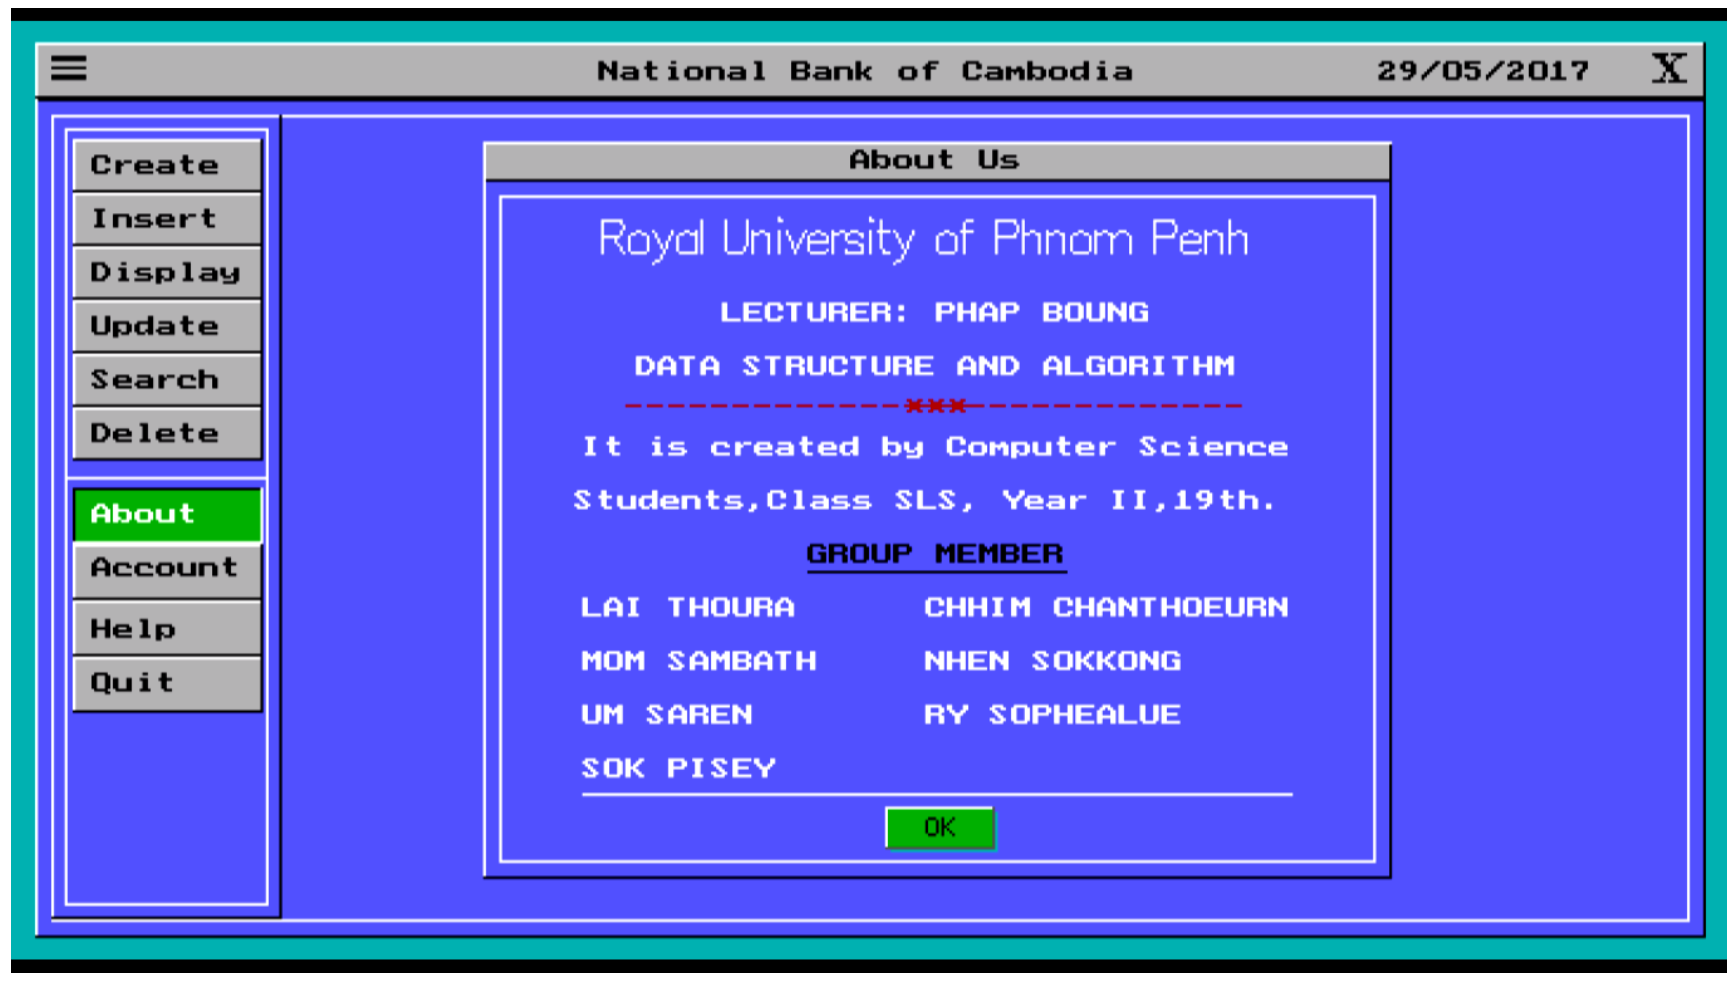 National Bank of Cambodia 29/05/2017 X
Create
Insert
Display
Update
Search
Delete
About
Account
Help
Quit
About Us
Royal University of Phnom Penh
LECTURER: PHAP BOUNG
DATA STRUCTURE AND ALGORITHM
-------------***-------------
It is created by Computer Science
Students,Class SLS, Year II,19th.
GROUP MEMBER
LAI THOURA CHHIM CHANTHOEURN
MOM SAMBATH NHEN SOKKONG
UM SAREN RY SOPHEALUE
SOK PISEY
OK